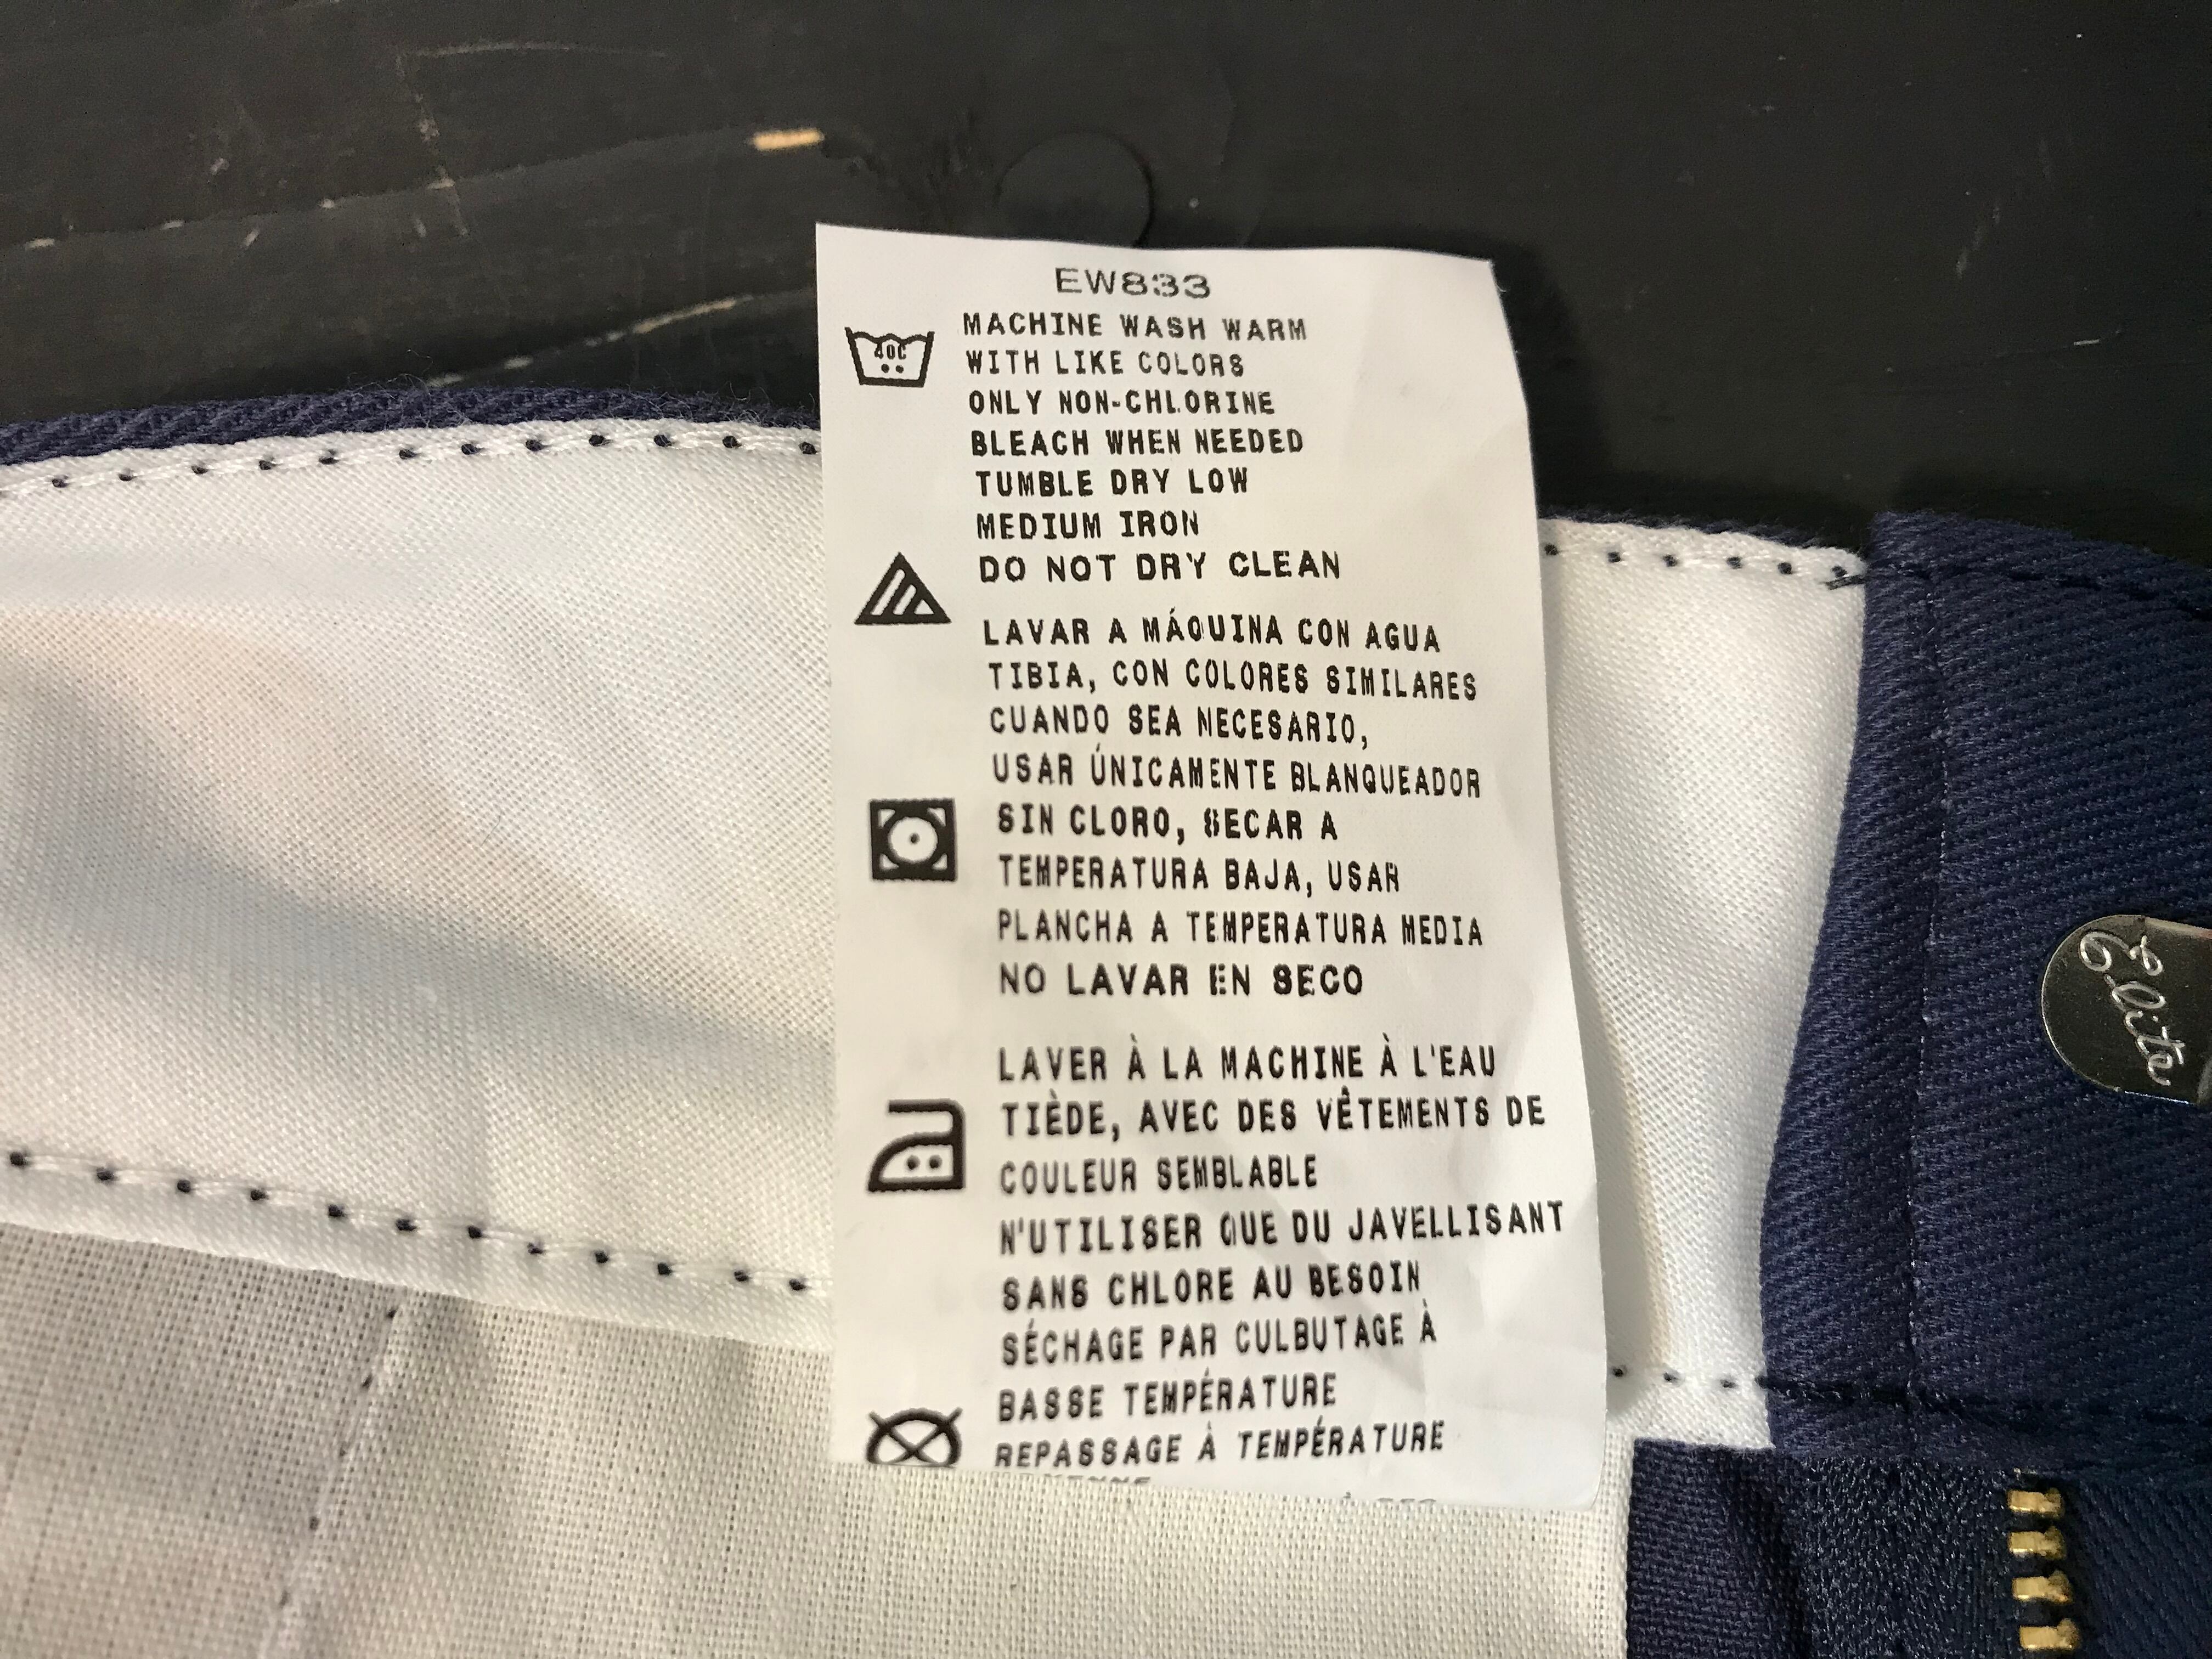 EW833
40C
MACHINE WASH WARM
WITH LIKE COLORS
ONLY NON-CHLORINE
BLEACH WHEN NEEDED
TUMBLE DRY LOW
MEDIUM IRON
DO NOT DRY CLEAN
LAVAR A MÁQUINA CON AGUA
TIBIA, CON COLORES SIMILARES
CUANDO SEA NECESARIO,
USAR ÚNICAMENTE BLANQUEADOR
SIN CLORO, SECAR A
TEMPERATURA BAJA, USAR
PLANCHA A TEMPERATURA MEDIA
NO LAVAR EN SECO
LAVER À LA MACHINE À L'EAU
TIÈDE, AVEC DES VÊTEMENTS DE
COULEUR SEMBLABLE
N'UTILISER QUE DU JAVELLISANT
SANS CHLORE AU BESOIN
SÉCHAGE PAR CULBUTAGE À
BASSE TEMPÉRATURE
REPASSAGE À TEMPÉRATURE